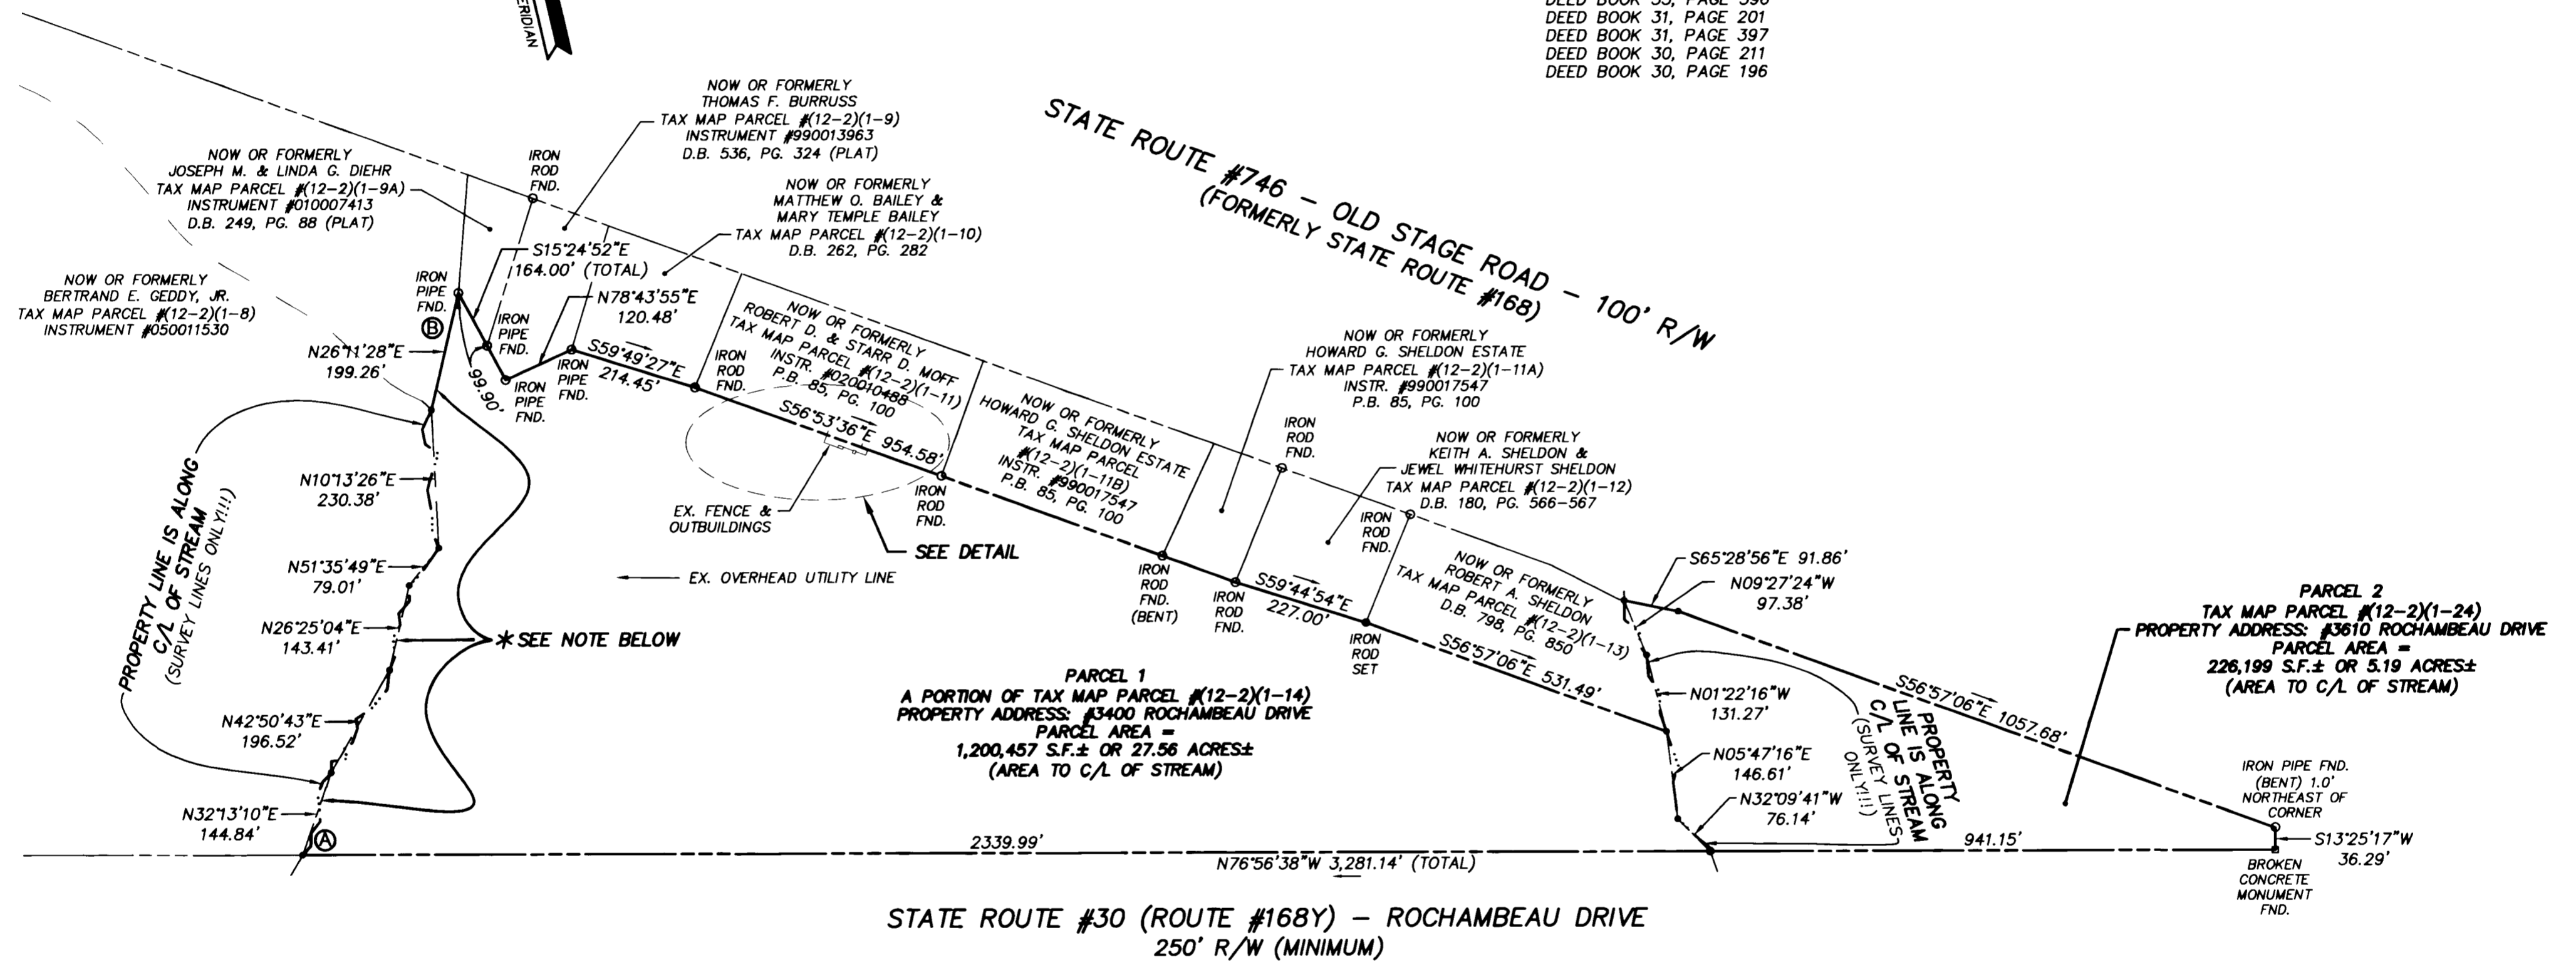 DEED BOOK 31, PAGE 201
DEED BOOK 31, PAGE 397
DEED BOOK 30, PAGE 211
DEED BOOK 30, PAGE 196
NOW OR FORMERLY
THOMAS F. BURRUSS
TAX MAP PARCEL #(12-2)(1-9)
INSTRUMENT #990013963
D.B. 536, PG. 324 (PLAT)
STATE ROUTE #746 - OLD STAGE ROAD - 100' R/W
(FORMERLY STATE ROUTE #168)
NOW OR FORMERLY
JOSEPH M. & LINDA G. DIEHR
TAX MAP PARCEL #(12-2)(1-9A)
INSTRUMENT #010007413
D.B. 249, PG. 88 (PLAT)
IRON
ROD
FND.
NOW OR FORMERLY
MATTHEW O. BAILEY &
MARY TEMPLE BAILEY
TAX MAP PARCEL #(12-2)(1-10)
D.B. 262, PG. 282
S15°24'52"E
164.00' (TOTAL)
NOW OR FORMERLY
BERTRAND E. GEDDY, JR.
TAX MAP PARCEL #(12-2)(1-8)
INSTRUMENT #050011530
IRON
PIPE
FND.
B
N78°43'55"E
120.48'
IRON
PIPE
FND.
99.90'
IRON
PIPE
FND.
IRON
PIPE
FND.
S59°49'27"E
214.45'
IRON
ROD
FND.
NOW OR FORMERLY
ROBERT D. & STARR D. MOFF
TAX MAP PARCEL #(12-2)(1-11)
INSTR. #020010488
P.B. 85, PG. 100
S56°53'36"E 954.58'
N26°11'28"E
199.26'
NOW OR FORMERLY
HOWARD G. SHELDON ESTATE
TAX MAP PARCEL
#(12-2)(1-11B)
INSTR. #990017547
P.B. 85, PG. 100
NOW OR FORMERLY
HOWARD G. SHELDON ESTATE
TAX MAP PARCEL #(12-2)(1-11A)
INSTR. #990017547
P.B. 85, PG. 100
IRON
ROD
FND.
NOW OR FORMERLY
KEITH A. SHELDON &
JEWEL WHITEHURST SHELDON
TAX MAP PARCEL #(12-2)(1-12)
D.B. 180, PG. 566-567
PROPERTY LINE IS ALONG
C/L OF STREAM
(SURVEY LINES ONLY!!!)
N10°13'26"E
230.38'
EX. FENCE &
OUTBUILDINGS
IRON
ROD
FND.
SEE DETAIL
IRON
ROD
FND.
N51°35'49"E
79.01'
EX. OVERHEAD UTILITY LINE
IRON
ROD
FND.
(BENT)
IRON
ROD
FND.
S59°44'54"E
227.00'
NOW OR FORMERLY
ROBERT A. SHELDON
TAX MAP PARCEL #(12-2)(1-13)
D.B. 798, PG. 850
S65°28'56"E 91.86'
N09°27'24"W
97.38'
PARCEL 2
TAX MAP PARCEL #(12-2)(1-24)
PROPERTY ADDRESS: #3610 ROCHAMBEAU DRIVE
PARCEL AREA =
226,199 S.F.± OR 5.19 ACRES±
(AREA TO C/L OF STREAM)
N26°25'04"E
143.41'
*SEE NOTE BELOW
IRON
ROD
SET
S56°57'06"E 531.49'
PARCEL 1
A PORTION OF TAX MAP PARCEL #(12-2)(1-14)
PROPERTY ADDRESS: #3400 ROCHAMBEAU DRIVE
PARCEL AREA =
1,200,457 S.F.± OR 27.56 ACRES±
(AREA TO C/L OF STREAM)
N01°22'16"W
131.27'
S56°57'06"E 1057.68'
N42°50'43"E
196.52'
PROPERTY
LINE IS ALONG
C/L OF STREAM
(SURVEY LINES
ONLY!!!)
N05°47'16"E
146.61'
IRON PIPE FND.
(BENT) 1.0'
NORTHEAST OF
CORNER
N32°13'10"E
144.84'
A
N32°09'41"W
76.14'
2339.99'
941.15'
S13°25'17"W
36.29'
N76°56'38"W 3,281.14' (TOTAL)
BROKEN
CONCRETE
MONUMENT
FND.
STATE ROUTE #30 (ROUTE #168Y) - ROCHAMBEAU DRIVE
250' R/W (MINIMUM)